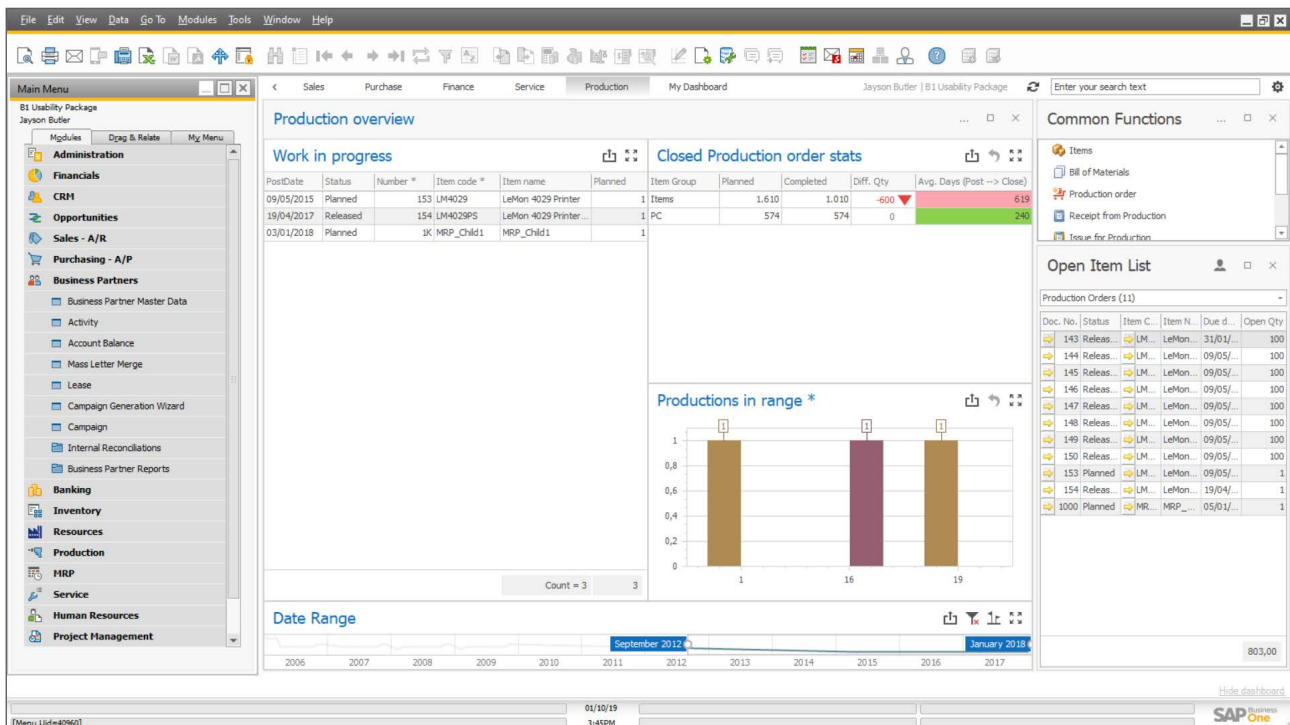 File Edit View Data Go To Modules Tools Window Help
Main Menu
B1 Usability Package
Jayson Butler
Modules Drag & Relate My Menu
Administration
Financials
CRM
Opportunities
Sales - A/R
Purchasing - A/P
Business Partners
Business Partner Master Data
Activity
Account Balance
Mass Letter Merge
Lease
Campaign Generation Wizard
Campaign
Internal Reconciliations
Business Partner Reports
Banking
Inventory
Resources
Production
MRP
Service
Human Resources
Project Management
Sales Purchase Finance Service Production My Dashboard Jayson Butler | B1 Usability Package Enter your search text
Production overview
Work in progress
PostDate Status Number * Item code * Item name Planned
09/05/2015 Planned 153 LM4029 LeMon 4029 Printer 1
19/04/2017 Released 154 LM4029PS LeMon 4029 Printer... 1
03/01/2018 Planned 1K MRP_Child1 MRP_Child1 1
Count = 3 3
Closed Production order stats
Item Group Planned Completed Diff. Qty Avg. Days (Post --> Close)
Items 1.610 1.010 -600 619
PC 574 574 0 240
Productions in range *
1 1 1
1
0,8
0,6
0,4
0,2
0
1 16 19
Date Range
September 2012 January 2018
2006 2007 2008 2009 2010 2011 2012 2013 2014 2015 2016 2017
Common Functions
Items
Bill of Materials
Production order
Receipt from Production
Issue for Production
Open Item List
Production Orders (11)
Doc. No. Status Item C... Item N... Due d... Open Qty
143 Releas... LM... LeMon... 31/01/... 100
144 Releas... LM... LeMon... 09/05/... 100
145 Releas... LM... LeMon... 09/05/... 100
146 Releas... LM... LeMon... 09/05/... 100
147 Releas... LM... LeMon... 09/05/... 100
148 Releas... LM... LeMon... 09/05/... 100
149 Releas... LM... LeMon... 09/05/... 100
150 Releas... LM... LeMon... 09/05/... 100
153 Planned LM... LeMon... 09/05/... 1
154 Releas... LM... LeMon... 19/04/... 1
1000 Planned MR... MRP_... 05/01/... 1
803,00
Hide dashboard
01/10/19
[Menu Uid=40960] 3:45PM
SAP Business One